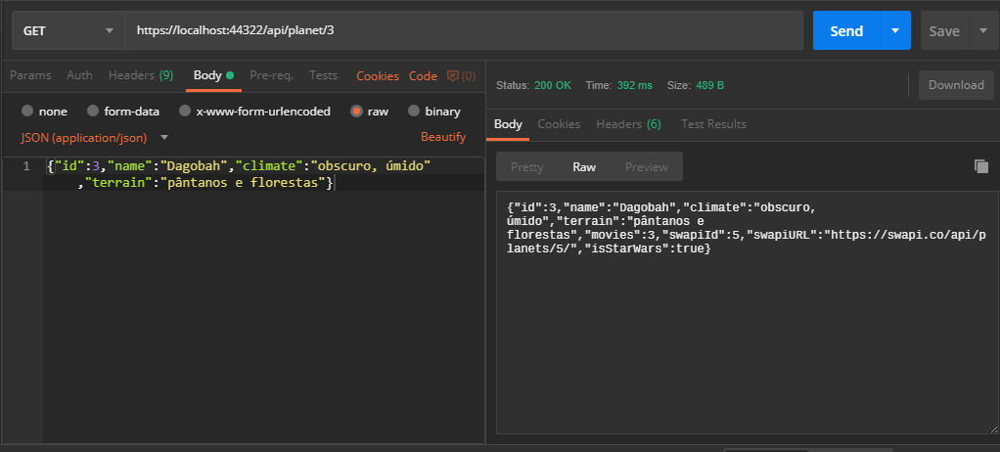 GET https://localhost:44322/api/planet/3 Send Save
Params Auth Headers (9) Body Pre-req. Tests Cookies Code (0)
none form-data x-www-form-urlencoded raw binary
JSON (application/json) Beautify
1 {"id":3,"name":"Dagobah","climate":"obscuro, úmido"
,"terrain":"pântanos e florestas"}
Status: 200 OK Time: 392 ms Size: 489 B Download
Body Cookies Headers (6) Test Results
Pretty Raw Preview
{"id":3,"name":"Dagobah","climate":"obscuro,
úmido","terrain":"pântanos e
florestas","movies":3,"swapiId":5,"swapiURL":"https://swapi.co/api/p
lanets/5/","isStarWars":true}